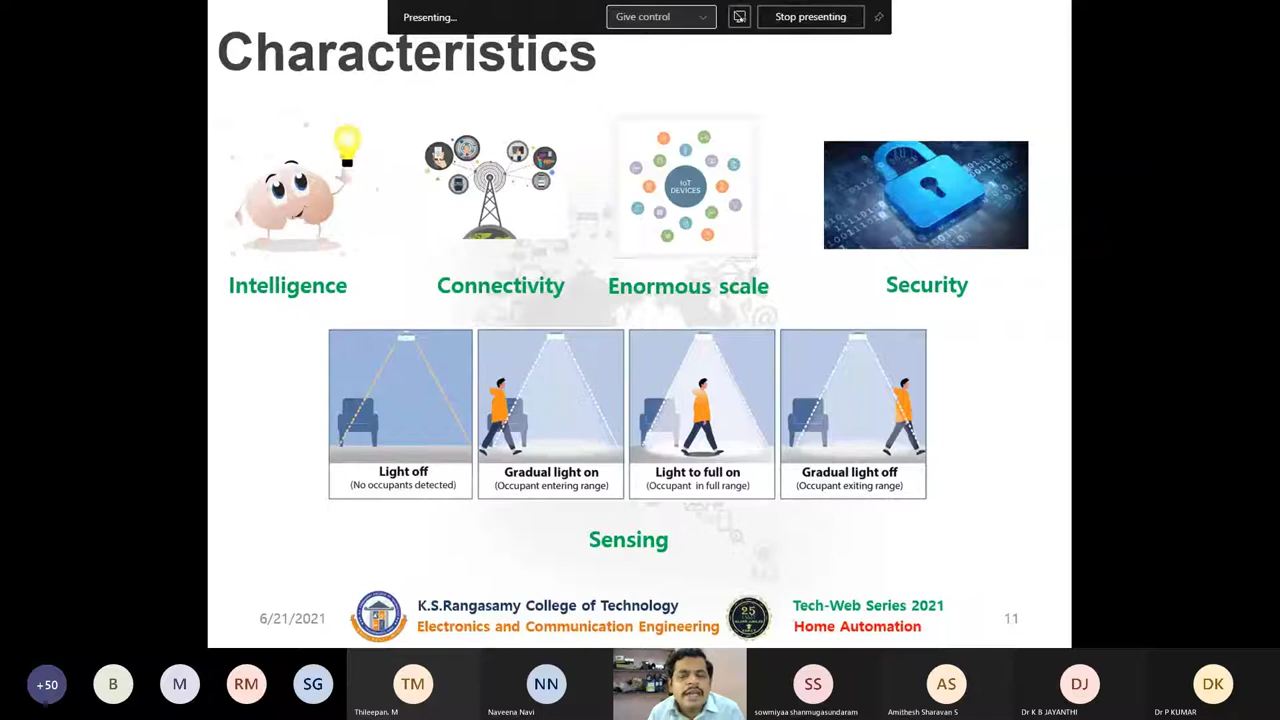 Presenting...
Give control
Stop presenting
Characteristics
IoT
DEVICES
Intelligence
Connectivity
Enormous scale
Security
Light off
(No occupants detected)
Gradual light on
(Occupant entering range)
Light to full on
(Occupant in full range)
Gradual light off
(Occupant exiting range)
Sensing
6/21/2021
K.S.Rangasamy College of Technology
Electronics and Communication Engineering
25
Tech-Web Series 2021
Home Automation
11
+50
B
M
RM
SG
TM
Thileepan. M
NN
Naveena Navi
SS
sowmiyaa shanmugasundaram
AS
Amithesh Sharavan S
DJ
Dr K B JAYANTHI
DK
Dr P KUMAR